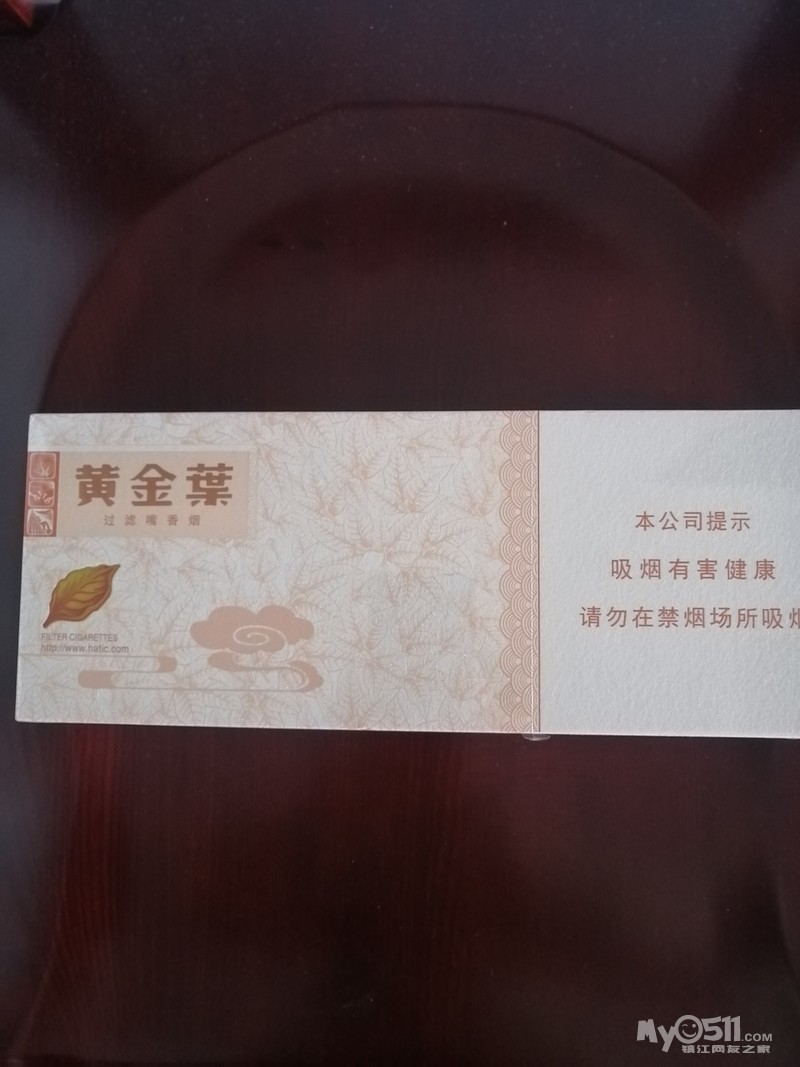 黄金葉
过滤嘴香烟
FILTER CIGARETTES
http://www.hatic.com
本公司提示
吸烟有害健康
请勿在禁烟场所吸烟
My0511.COM
镇江网友之家